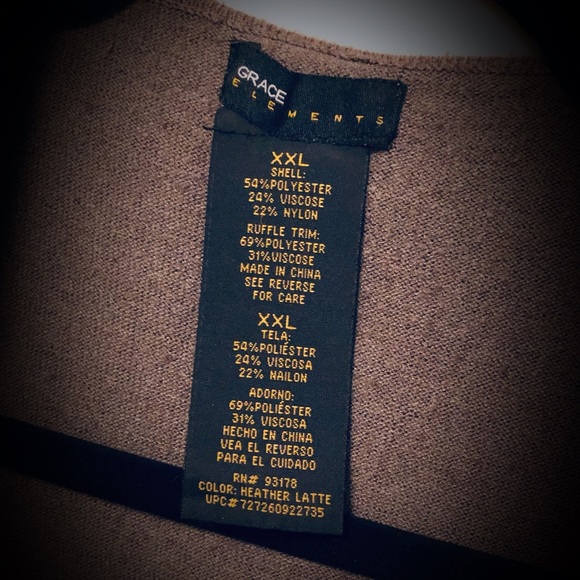 GRACE
ELEMENTS
XXL
SHELL:
54%POLYESTER
24% VISCOSE
22% NYLON
RUFFLE TRIM:
69%POLYESTER
31%VISCOSE
MADE IN CHINA
SEE REVERSE
FOR CARE
XXL
TELA:
54%POLIÉSTER
24% VISCOSA
22% NAILON
ADORNO:
69%POLIÉSTER
31% VISCOSA
HECHO EN CHINA
VEA EL REVERSO
PARA EL CUIDADO
RN# 93178
COLOR: HEATHER LATTE
UPC# 727260922735